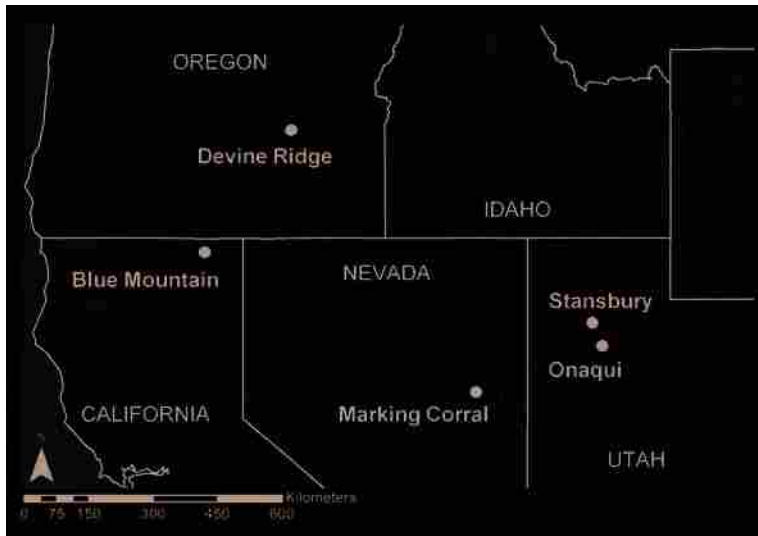 OREGON
Devine Ridge
IDAHO
Blue Mountain
NEVADA
Stansbury
Onaqui
CALIFORNIA
Marking Corral
UTAH
Kilometers
0 75 150 300 450 600